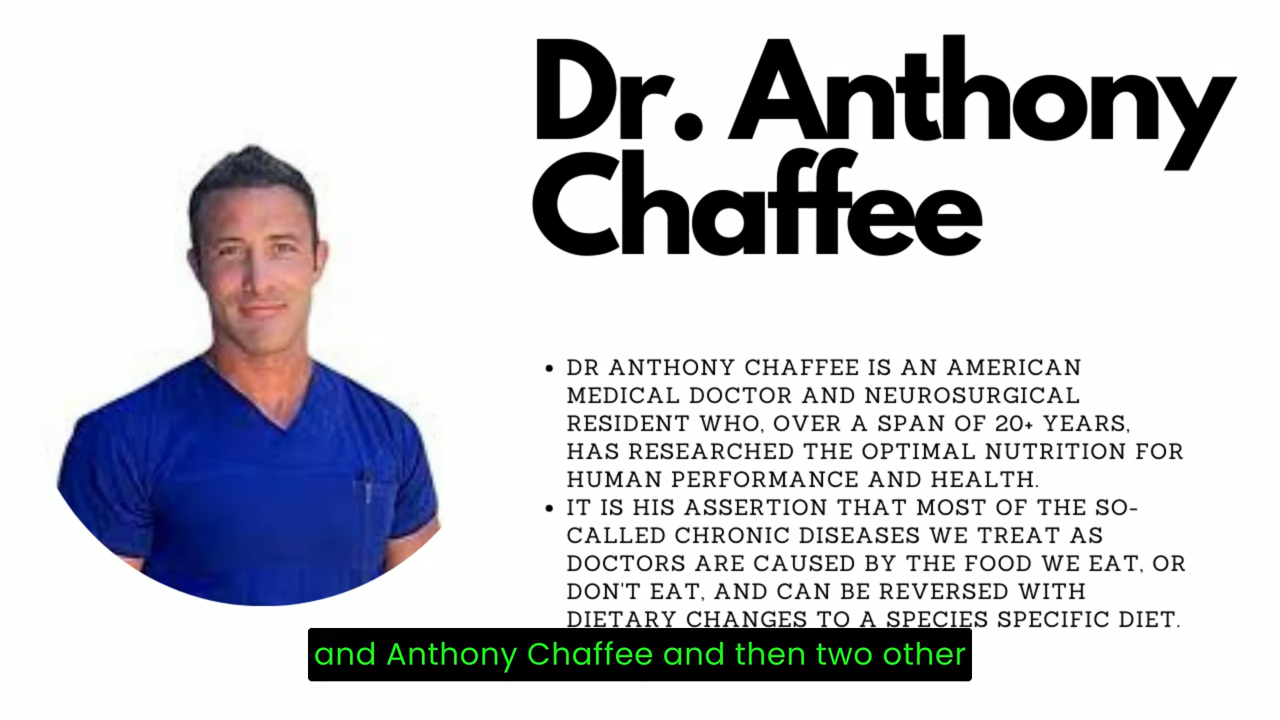 Dr. Anthony
Chaffee
• DR ANTHONY CHAFFEE IS AN AMERICAN
MEDICAL DOCTOR AND NEUROSURGICAL
RESIDENT WHO, OVER A SPAN OF 20+ YEARS,
HAS RESEARCHED THE OPTIMAL NUTRITION FOR
HUMAN PERFORMANCE AND HEALTH.
• IT IS HIS ASSERTION THAT MOST OF THE SO-
CALLED CHRONIC DISEASES WE TREAT AS
DOCTORS ARE CAUSED BY THE FOOD WE EAT, OR
DON'T EAT, AND CAN BE REVERSED WITH
DIETARY CHANGES TO A SPECIES SPECIFIC DIET.
and Anthony Chaffee and then two other